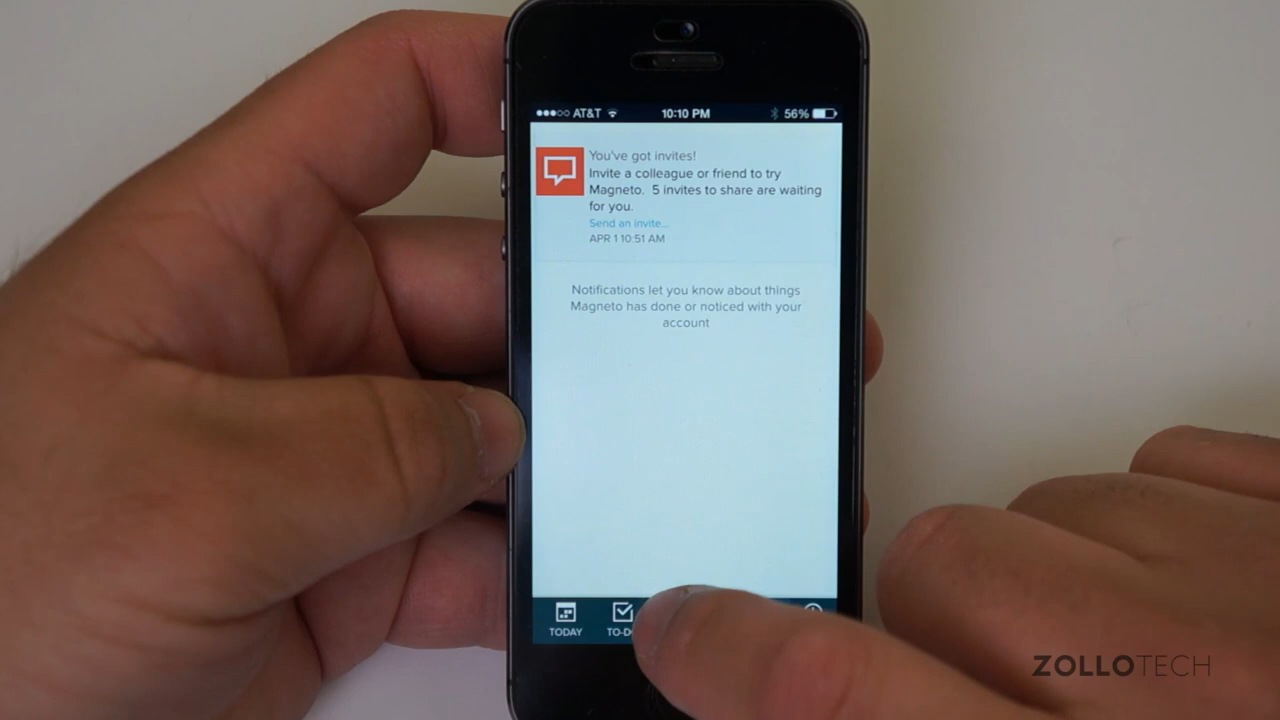 AT&T 10:10 PM 56%
You've got invites!
Invite a colleague or friend to try
Magneto. 5 invites to share are waiting
for you.
Send an invite...
APR 1 10:51 AM
Notifications let you know about things
Magneto has done or noticed with your
account
TODAY TO-D
ZOLLOTECH